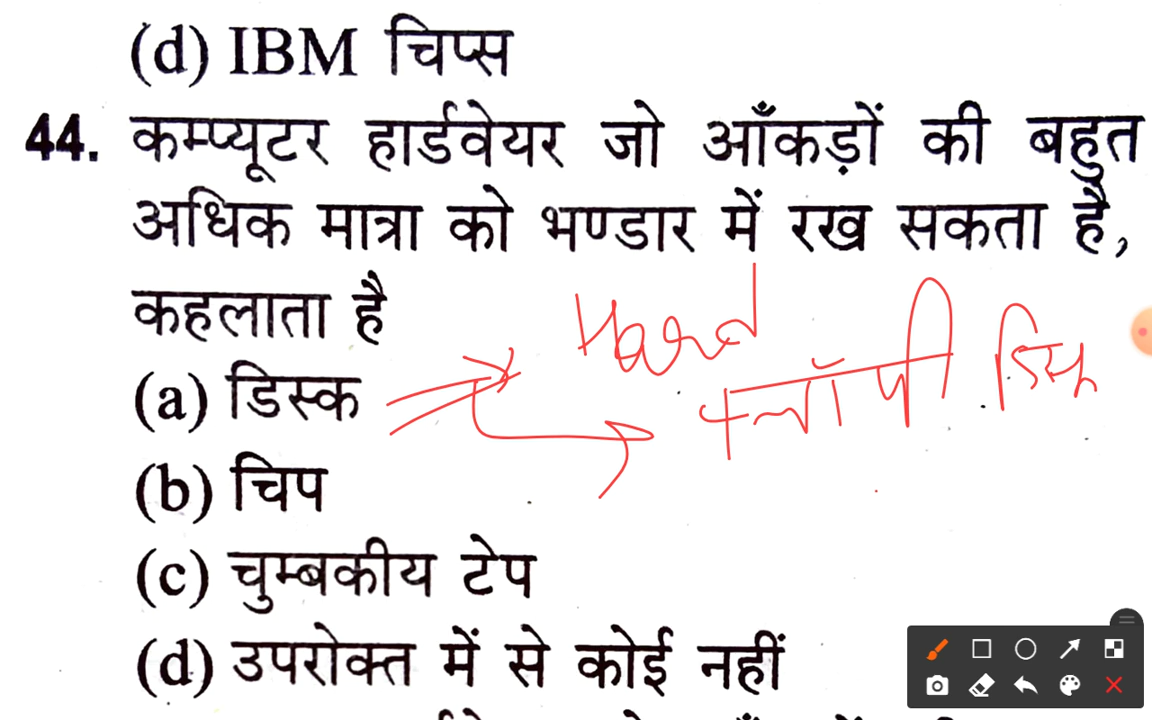 (d) IBM चिप्स
44. कम्प्यूटर हार्डवेयर जो आँकड़ों की बहुत
अधिक मात्रा को भण्डार में रख सकता है,
कहलाता है
Hard
(a) डिस्क
फ्लॉपी डिस्क
(b) चिप
(c) चुम्बकीय टेप
(d) उपरोक्त में से कोई नहीं